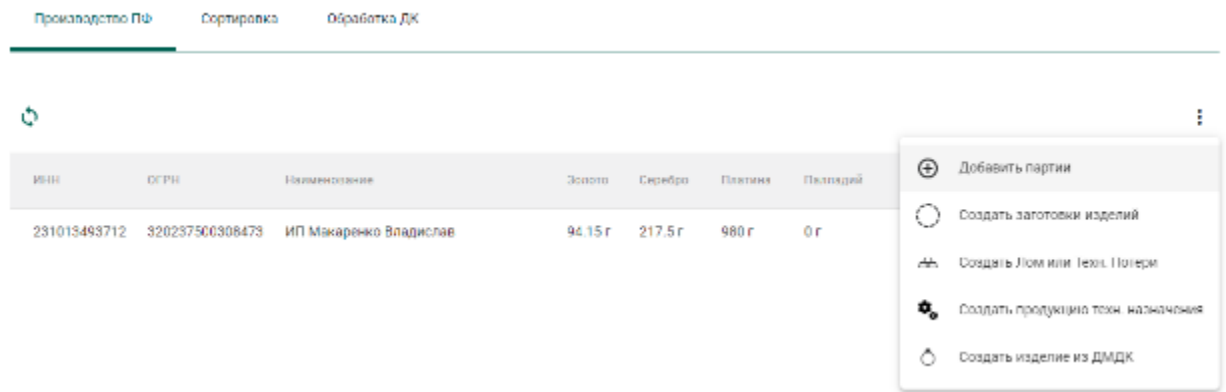 Производство ПФ Сортировка Обработка ДК
ИНН ОГРН Наименование Золото Серебро Платина Палладий
Добавить партии
Создать заготовки изделий
231013493712 320237500308473 ИП Макаренко Владислав 94.15 г 217.5 г 980 г 0 г
Создать Лом или Техн. Потери
Создать продукцию техн. назначения
Создать изделие из ДМДК